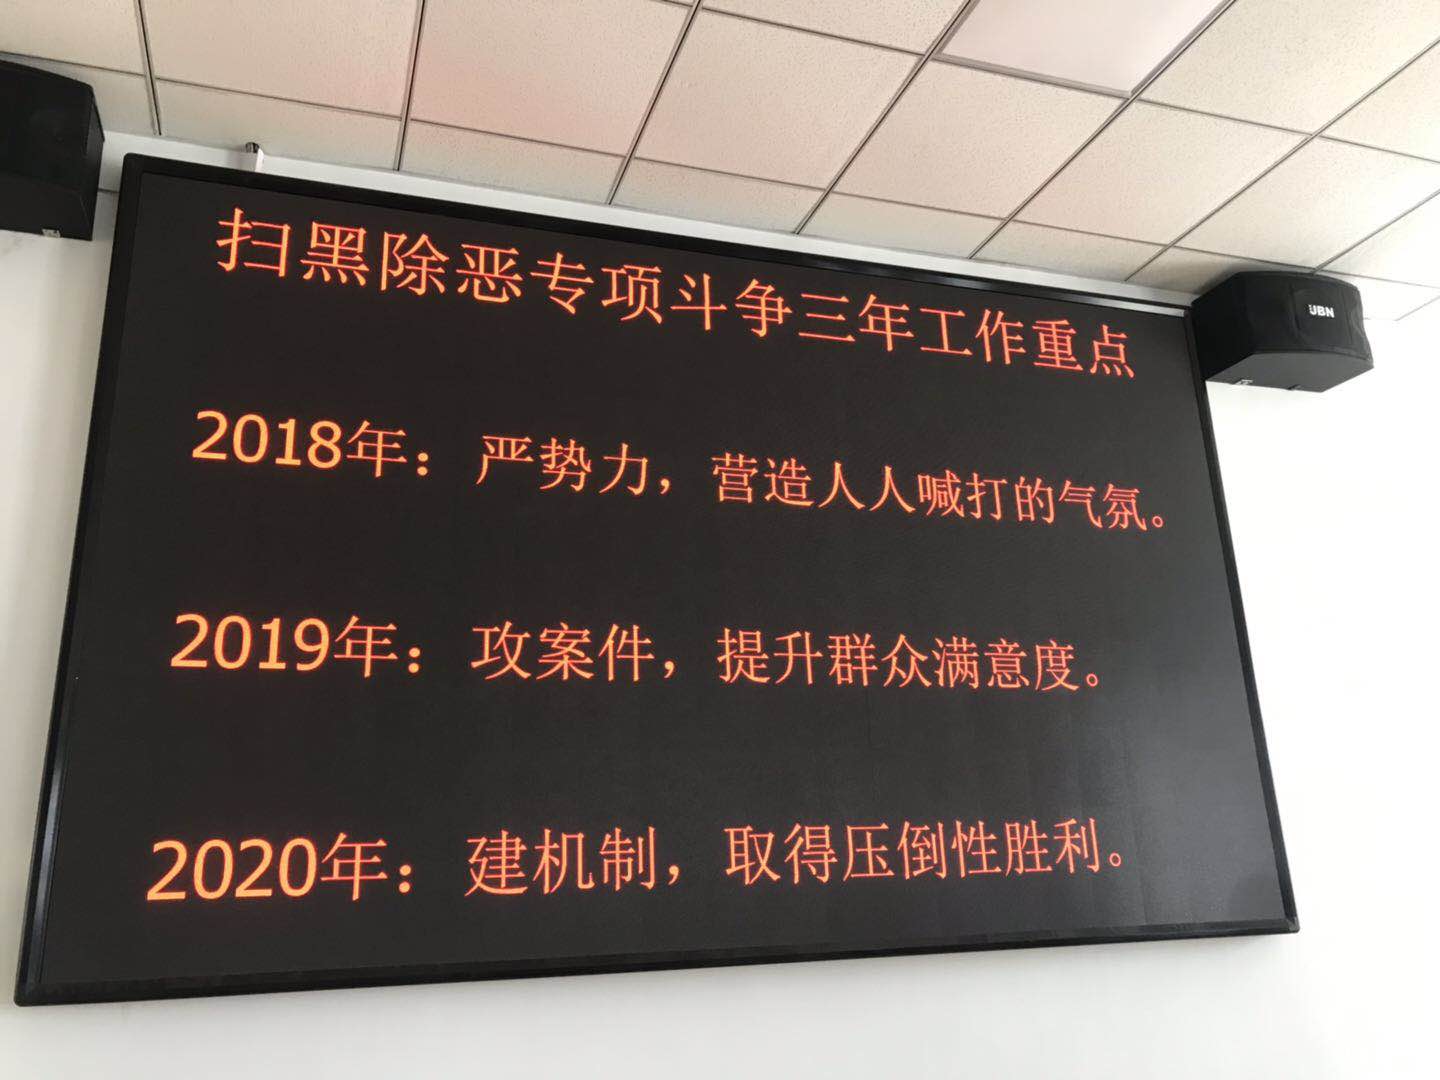 扫黑除恶专项斗争三年工作重点
2018年：严势力，营造人人喊打的气氛。
2019年：攻案件，提升群众满意度。
2020年：建机制，取得压倒性胜利。
UBN